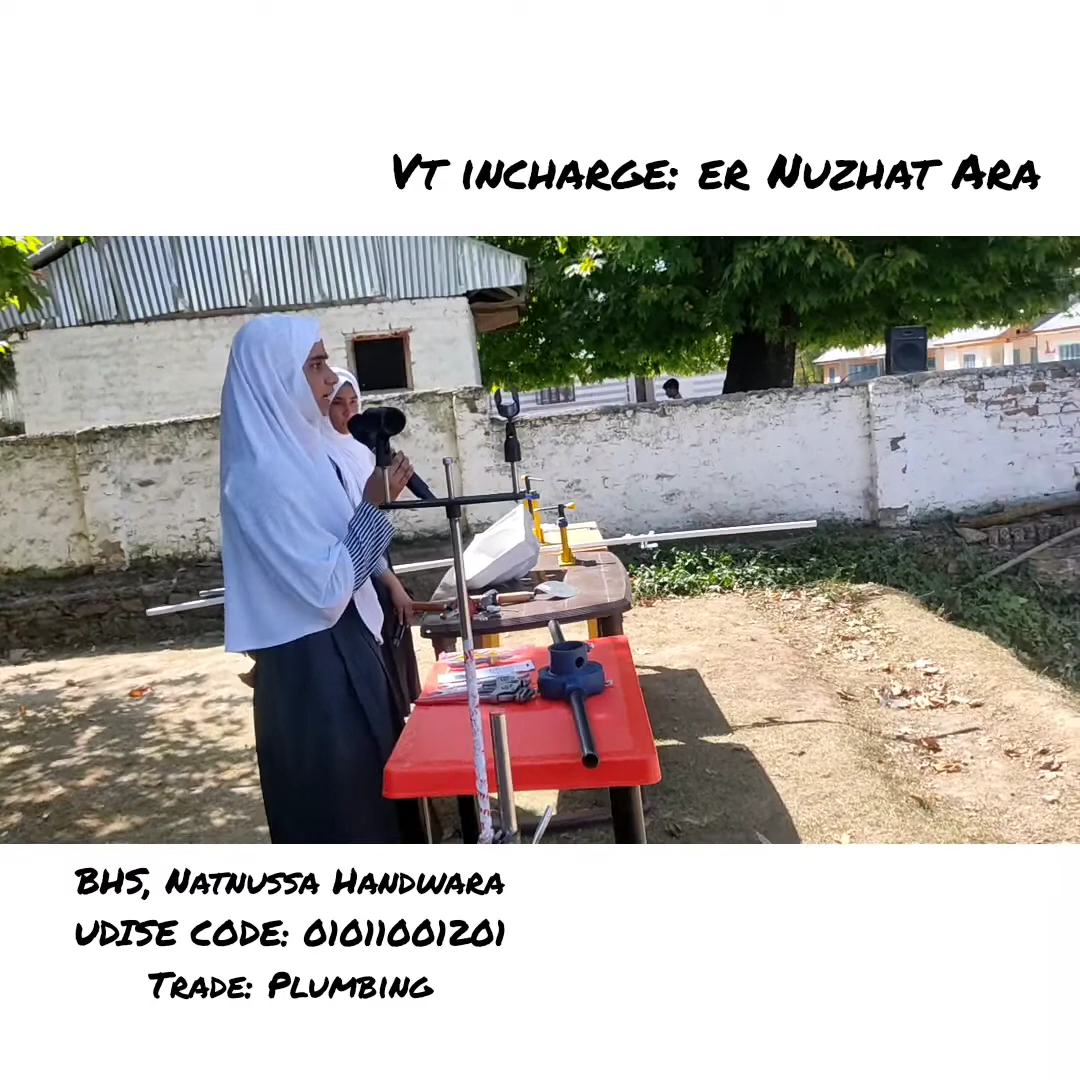 Vt incharge: er Nuzhat Ara
BHS, Natnussa Handwara
UDISE CODE: 01011001201
Trade: Plumbing